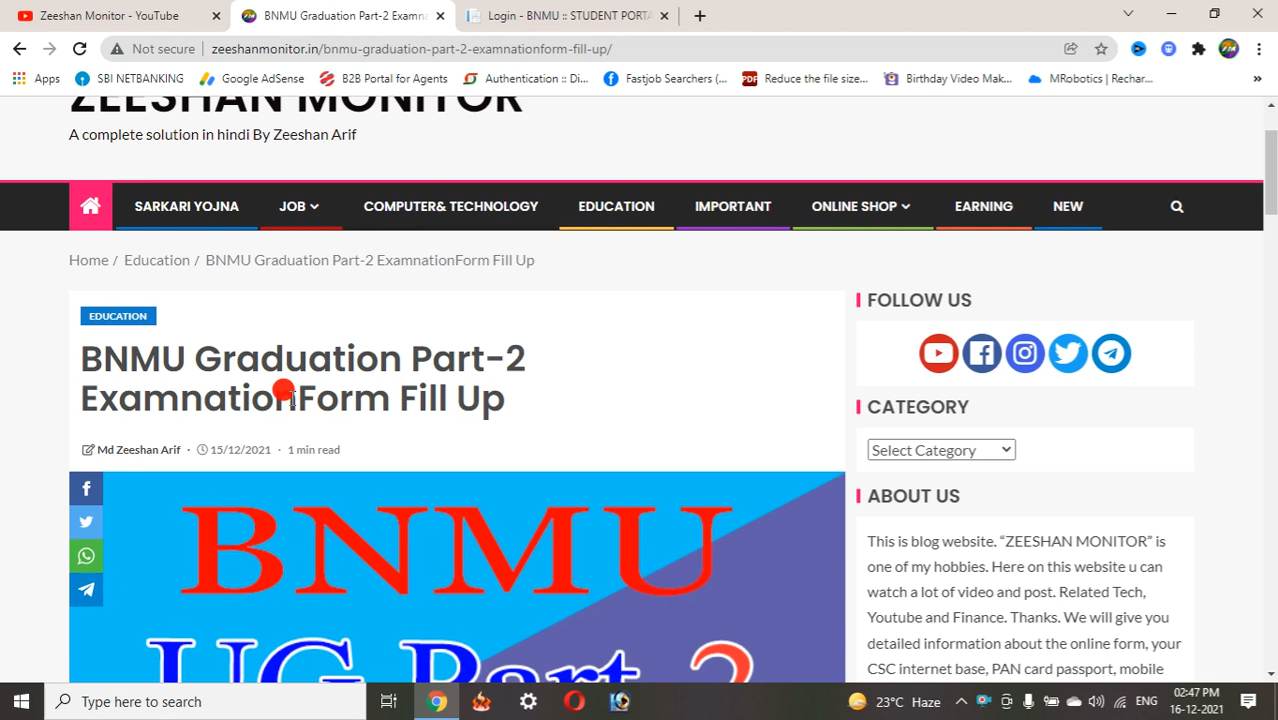 Zeeshan Monitor - YouTube
BNMU Graduation Part-2 Examn
Login - BNMU :: STUDENT PORTA
Not secure
zeeshanmonitor.in/bnmu-graduation-part-2-examnationform-fill-up/
Apps
SBI NETBANKING
Google AdSense
B2B Portal for Agents
Authentication :: Di...
Fastjob Searchers (...
PDF
Reduce the file size...
Birthday Video Mak...
MRobotics | Rechar...
ZEESHAN MONITOR
A complete solution in hindi By Zeeshan Arif
SARKARI YOJNA
JOB
COMPUTER& TECHNOLOGY
EDUCATION
IMPORTANT
ONLINE SHOP
EARNING
NEW
Home / Education / BNMU Graduation Part-2 ExamnationForm Fill Up
EDUCATION
BNMU Graduation Part-2
ExamnationForm Fill Up
Md Zeeshan Arif · 15/12/2021 · 1 min read
BNMU
UG Part 2
FOLLOW US
CATEGORY
Select Category
ABOUT US
This is blog website. “ZEESHAN MONITOR” is
one of my hobbies. Here on this website u can
watch a lot of video and post. Related Tech,
Youtube and Finance. Thanks. We will give you
detailed information about the online form, your
CSC internet base, PAN card passport, mobile
Type here to search
23°C Haze
ENG
02:47 PM
16-12-2021